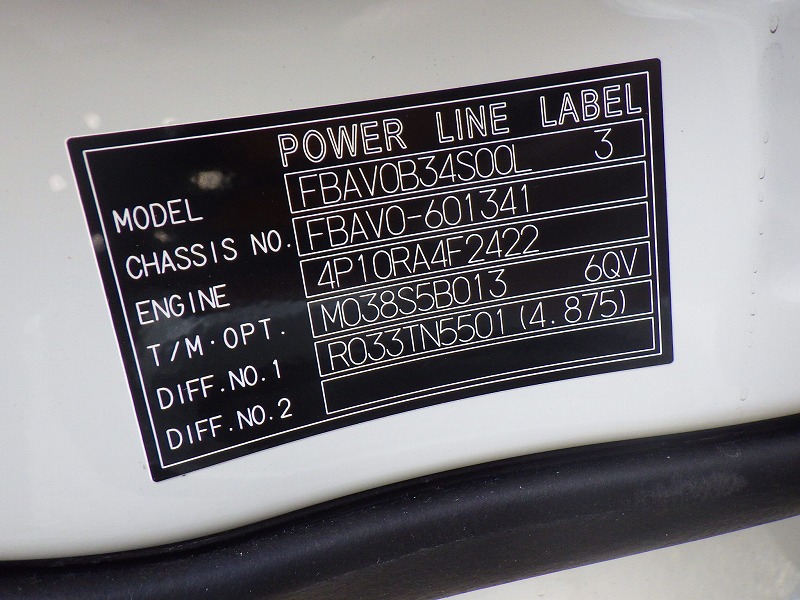 POWER LINE LABEL
MODEL FBAV0B34S00L 3
CHASSIS NO. FBAV0-601341
ENGINE 4P10RA4F2422
T/M·OPT. M038S5B013 6QV
DIFF.NO.1 R033TN5501(4.875)
DIFF.NO.2